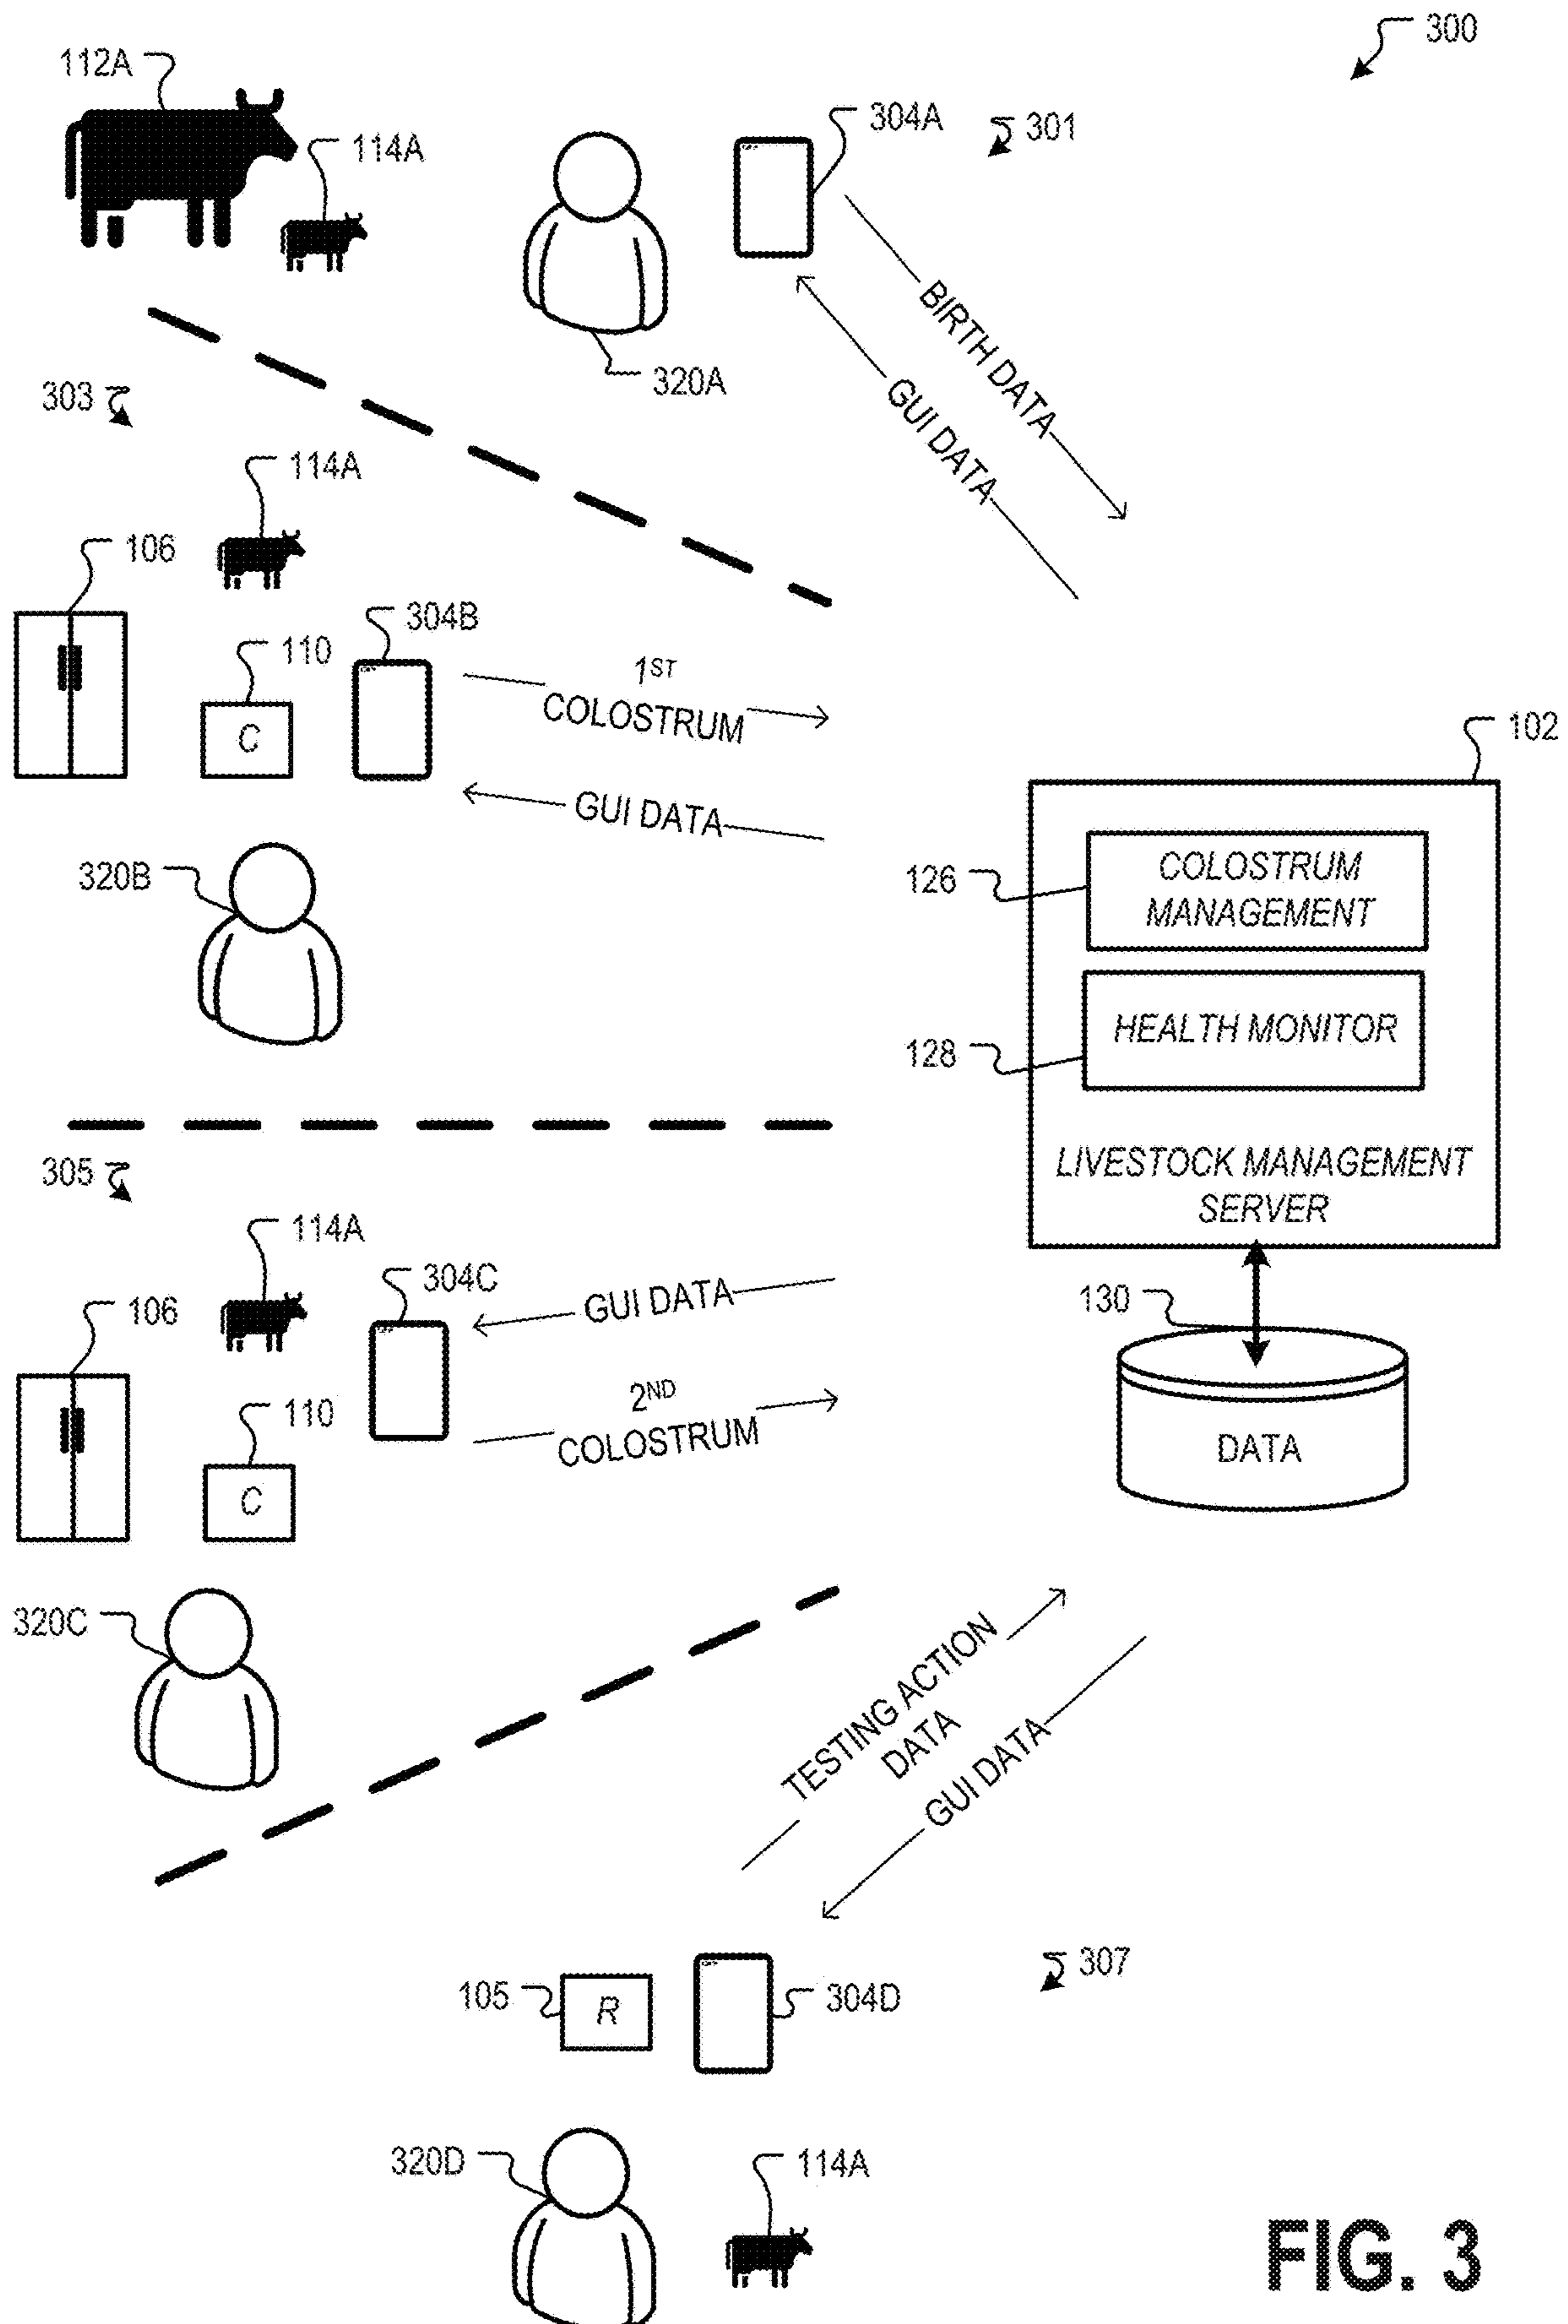 300
112A
304A
301
114A
320A
BIRTH DATA
GUI DATA
303
114A
106
304B
110
1ST
COLOSTRUM
C
GUI DATA
102
320B
126
COLOSTRUM
MANAGEMENT
128
HEALTH MONITOR
LIVESTOCK MANAGEMENT
SERVER
305
114A
304C
GUI DATA
106
130
2ND
COLOSTRUM
110
C
DATA
320C
TESTING ACTION
DATA
GUI DATA
307
105
R
304D
320D
114A
FIG. 3